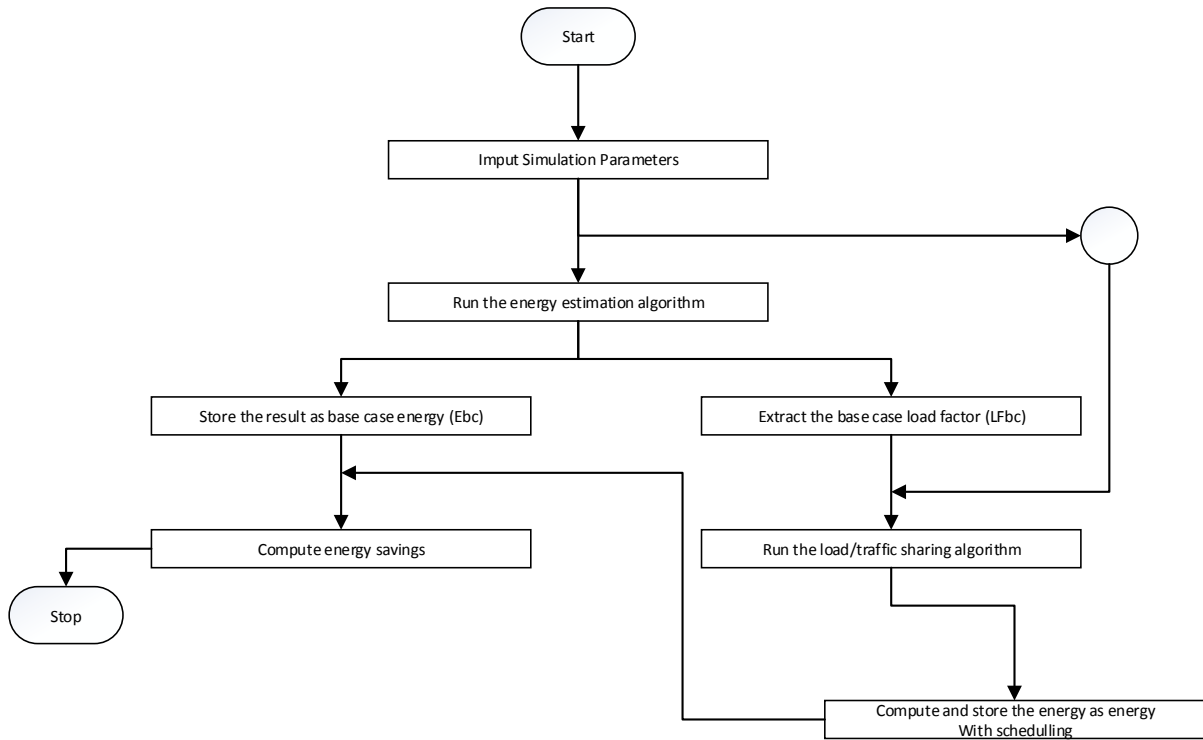 Start
Imput Simulation Parameters
Run the energy estimation algorithm
Store the result as base case energy (Ebc)
Extract the base case load factor (LFbc)
Compute energy savings
Run the load/traffic sharing algorithm
Stop
Compute and store the energy as energy
With schedulling